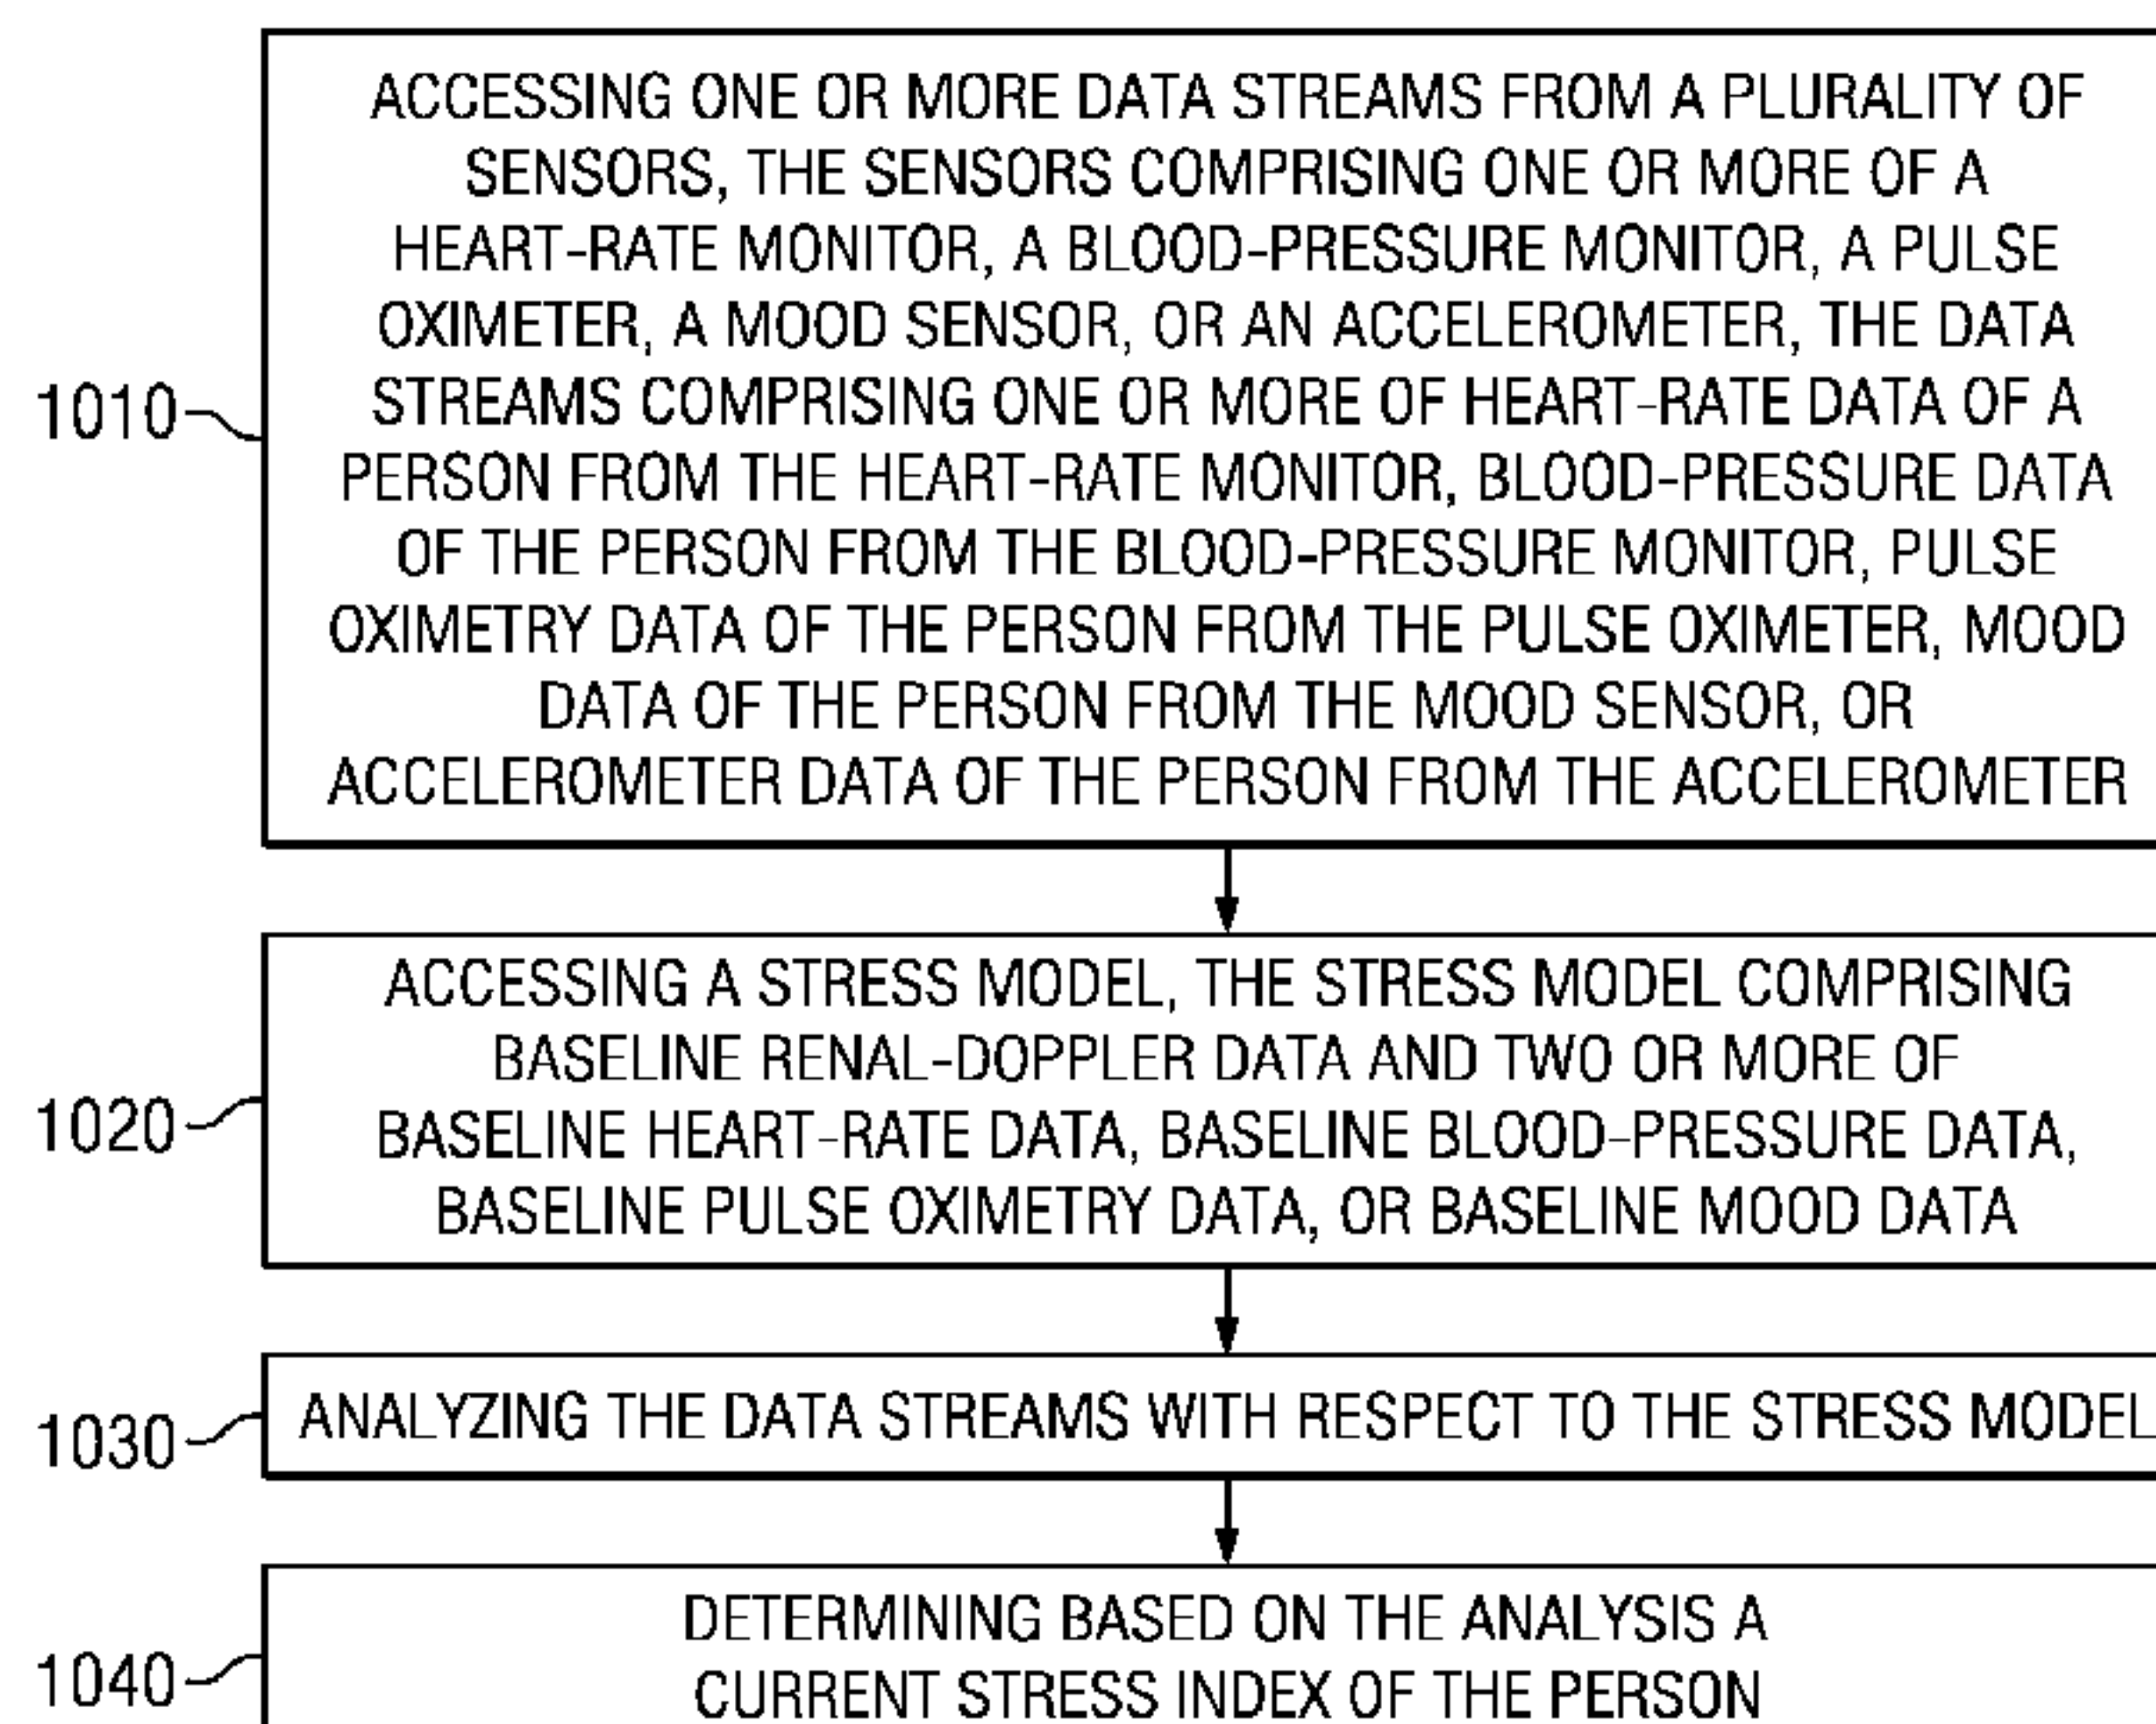 ACCESSING ONE OR MORE DATA STREAMS FROM A PLURALITY OF
SENSORS, THE SENSORS COMPRISING ONE OR MORE OF A
HEART-RATE MONITOR, A BLOOD-PRESSURE MONITOR, A PULSE
OXIMETER, A MOOD SENSOR, OR AN ACCELEROMETER, THE DATA
1010
STREAMS COMPRISING ONE OR MORE OF HEART-RATE DATA OF A
PERSON FROM THE HEART-RATE MONITOR, BLOOD-PRESSURE DATA
OF THE PERSON FROM THE BLOOD-PRESSURE MONITOR, PULSE
OXIMETRY DATA OF THE PERSON FROM THE PULSE OXIMETER, MOOD
DATA OF THE PERSON FROM THE MOOD SENSOR, OR
ACCELEROMETER DATA OF THE PERSON FROM THE ACCELEROMETER
ACCESSING A STRESS MODEL, THE STRESS MODEL COMPRISING
BASELINE RENAL-DOPPLER DATA AND TWO OR MORE OF
1020
BASELINE HEART-RATE DATA, BASELINE BLOOD-PRESSURE DATA,
BASELINE PULSE OXIMETRY DATA, OR BASELINE MOOD DATA
1030
ANALYZING THE DATA STREAMS WITH RESPECT TO THE STRESS MODEL
DETERMINING BASED ON THE ANALYSIS A
1040
CURRENT STRESS INDEX OF THE PERSON